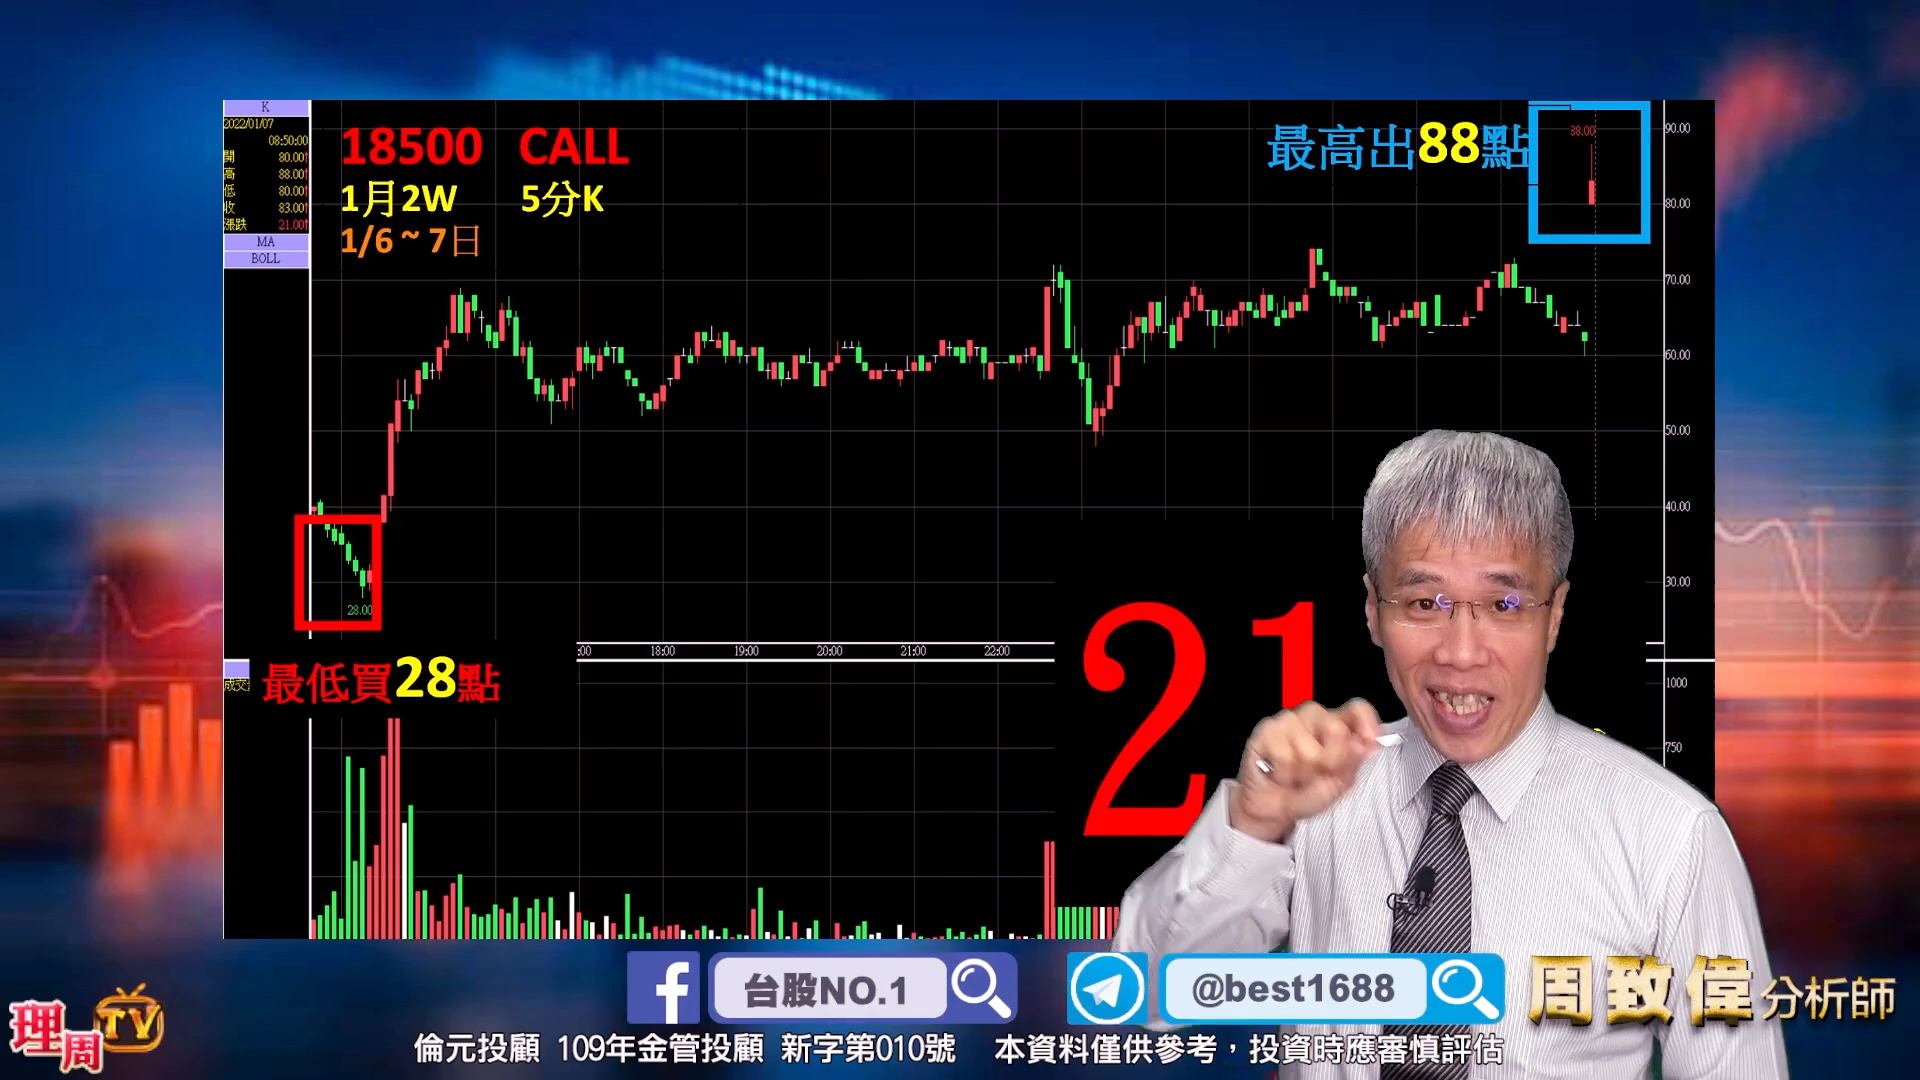 K
2022/01/07
08:50:00
開 80.00↑
高 88.00↑
低 80.00↑
收 83.00↑
漲跌 21.00↑
MA
BOLL
18500 CALL
1月2W 5分K
1/6 ~ 7日
最高出88點
88.00
90.00
80.00
70.00
60.00
50.00
40.00
30.00
28.00
最低買28點
:00 18:00 19:00 20:00 21:00 22:00
成交
1000
750
21
台股NO.1
@best1688
周致偉分析師
理周TV
倫元投顧 109年金管投顧 新字第010號 本資料僅供參考，投資時應審慎評估